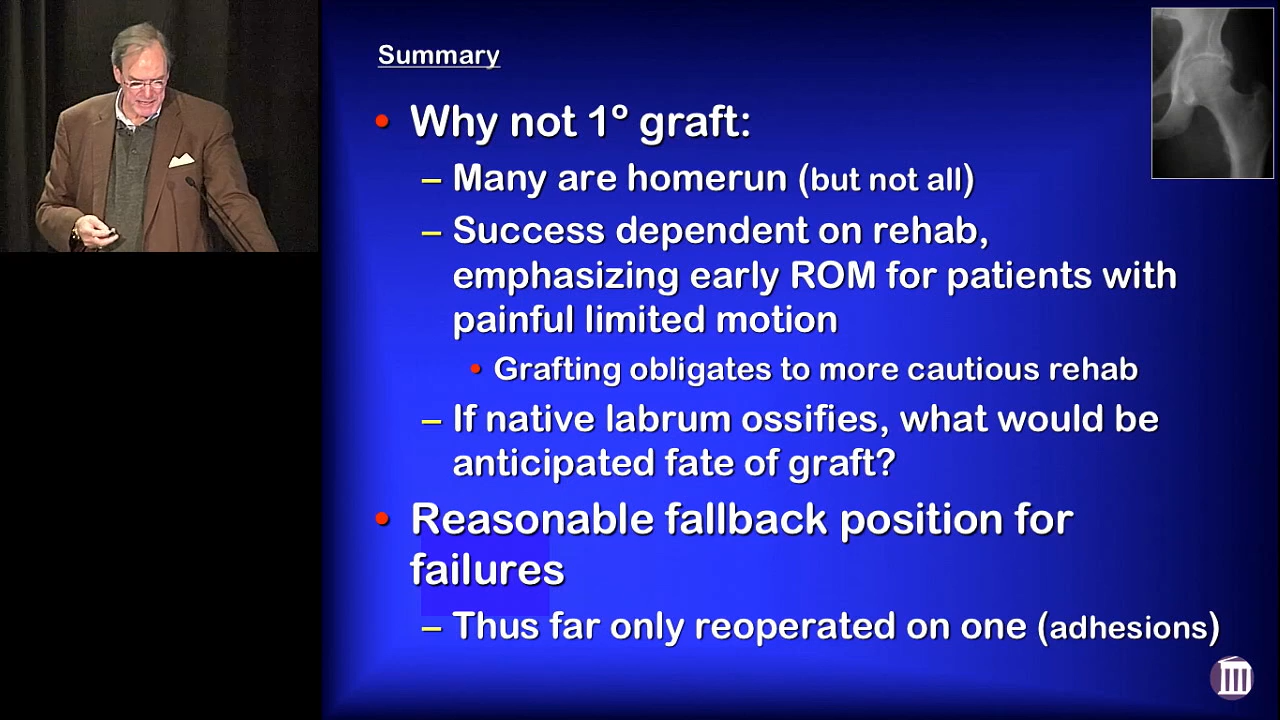 Summary
• Why not 1º graft:
– Many are homerun (but not all)
– Success dependent on rehab,
emphasizing early ROM for patients with
painful limited motion
• Grafting obligates to more cautious rehab
– If native labrum ossifies, what would be
anticipated fate of graft?
• Reasonable fallback position for
failures
– Thus far only reoperated on one (adhesions)